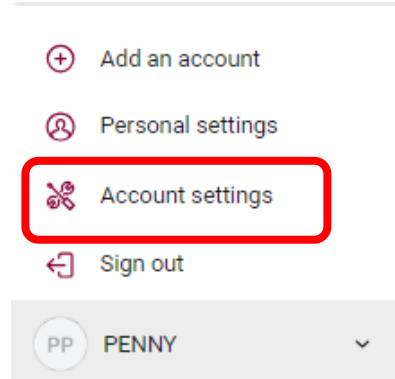 Add an account
Personal settings
Account settings
Sign out
PP PENNY